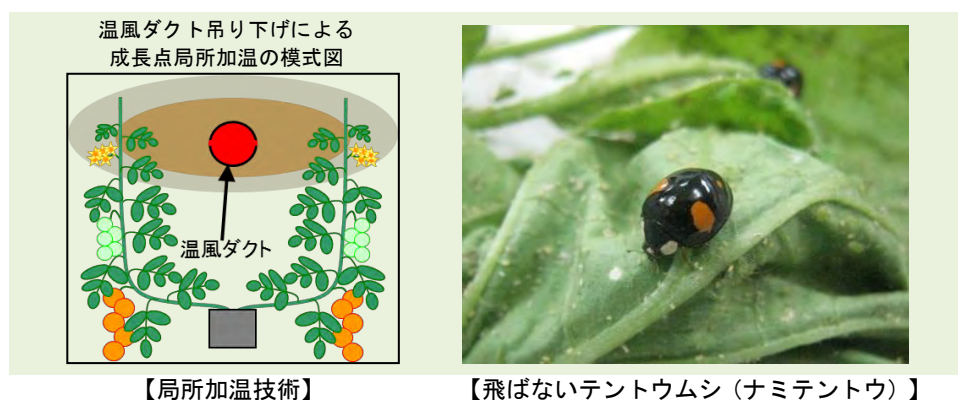 温風ダクト吊り下げによる
成長点局所加温の模式図
温風ダクト
【局所加温技術】
【飛ばないテントウムシ（ナミテントウ）】